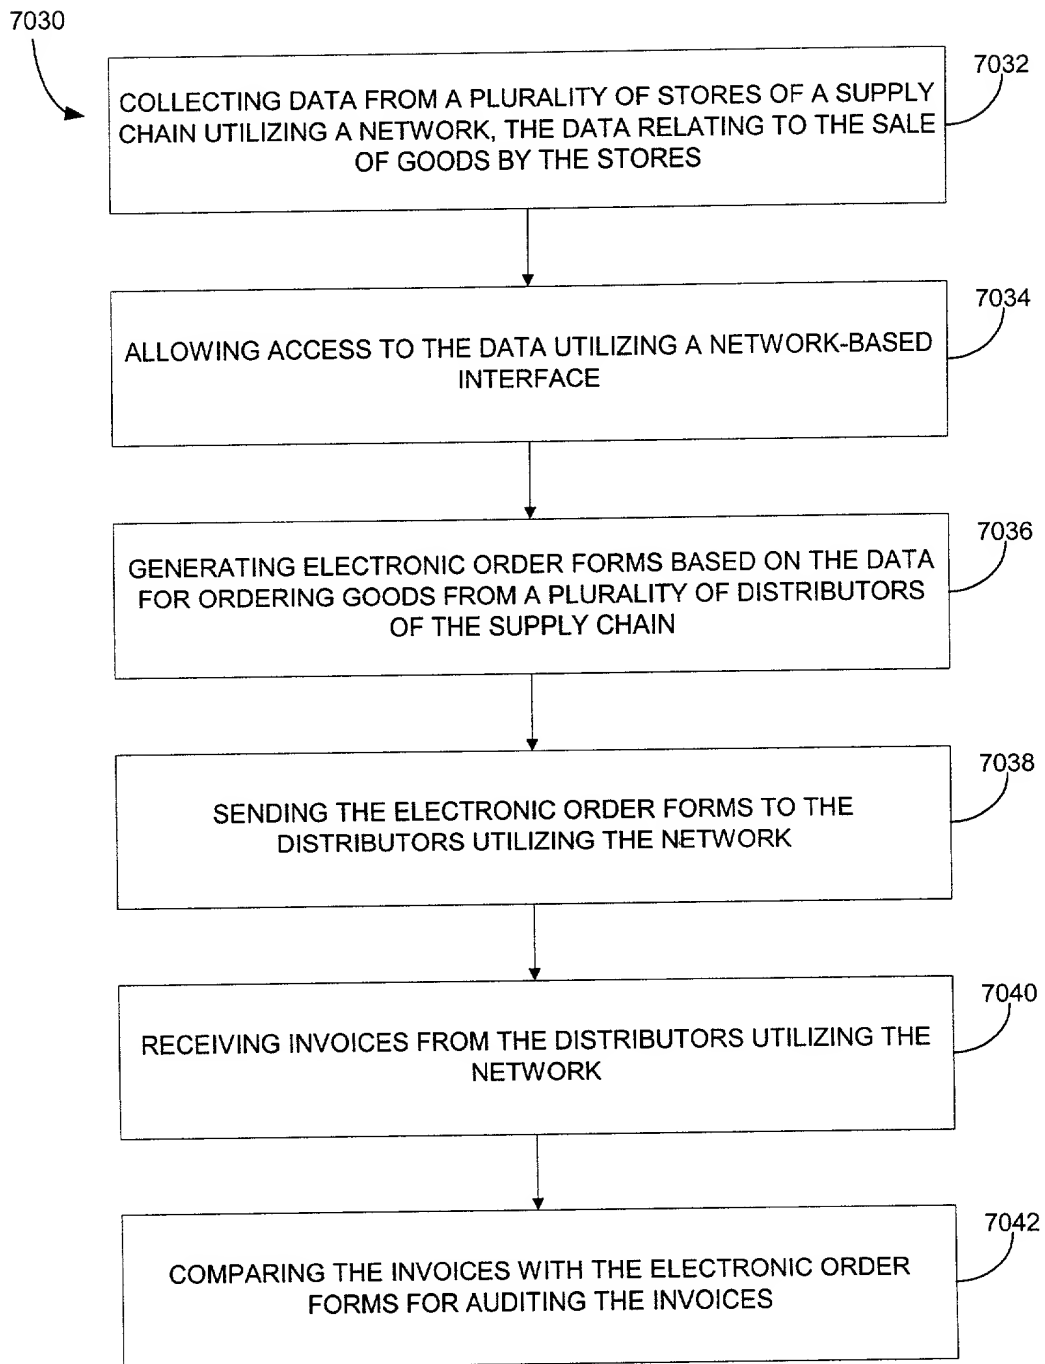 7030
7032
COLLECTING DATA FROM A PLURALITY OF STORES OF A SUPPLY
CHAIN UTILIZING A NETWORK, THE DATA RELATING TO THE SALE
OF GOODS BY THE STORES
7034
ALLOWING ACCESS TO THE DATA UTILIZING A NETWORK-BASED
INTERFACE
7036
GENERATING ELECTRONIC ORDER FORMS BASED ON THE DATA
FOR ORDERING GOODS FROM A PLURALITY OF DISTRIBUTORS
OF THE SUPPLY CHAIN
7038
SENDING THE ELECTRONIC ORDER FORMS TO THE
DISTRIBUTORS UTILIZING THE NETWORK
7040
RECEIVING INVOICES FROM THE DISTRIBUTORS UTILIZING THE
NETWORK
7042
COMPARING THE INVOICES WITH THE ELECTRONIC ORDER
FORMS FOR AUDITING THE INVOICES